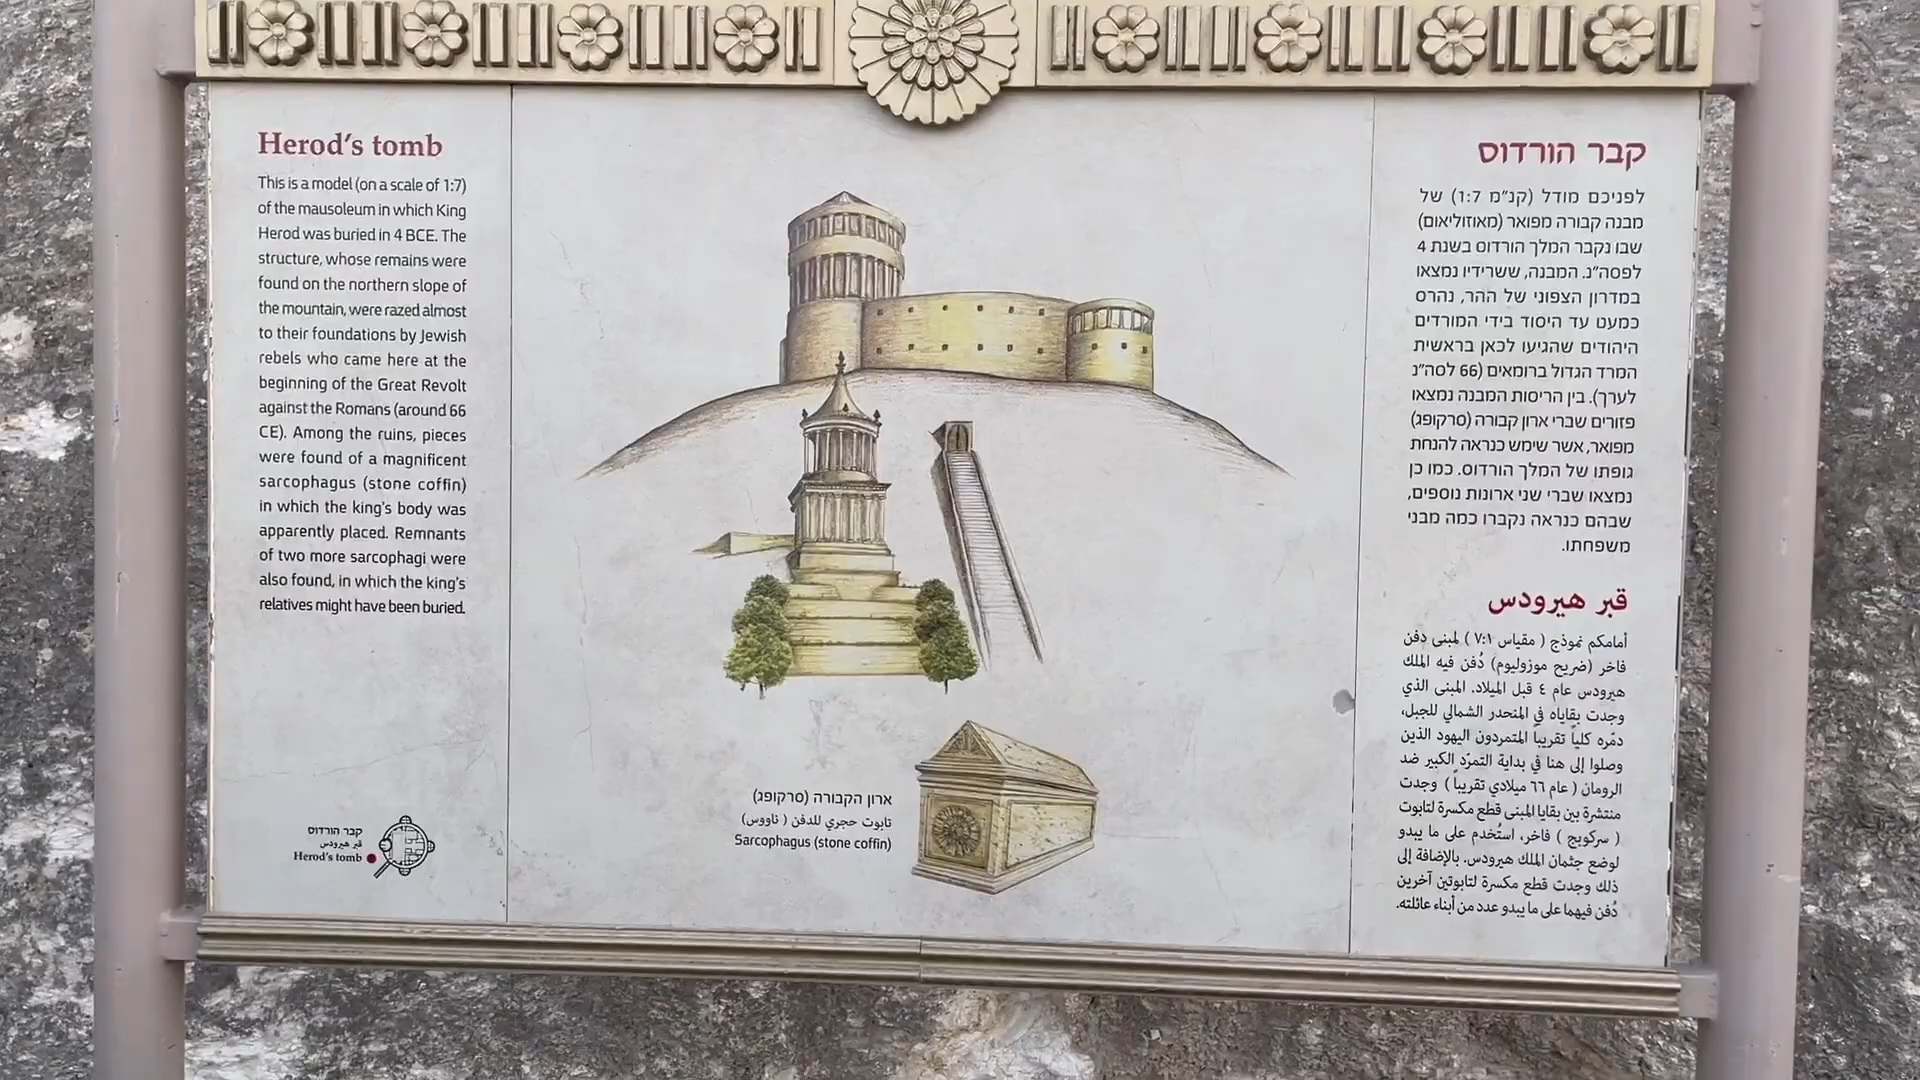 Herod's tomb
This is a model (on a scale of 1:7)
of the mausoleum in which King
Herod was buried in 4 BCE. The
structure, whose remains were
found on the northern slope of
the mountain, were razed almost
to their foundations by Jewish
rebels who came here at the
beginning of the Great Revolt
against the Romans (around 66
CE). Among the ruins, pieces
were found of a magnificent
sarcophagus (stone coffin)
in which the king's body was
apparently placed. Remnants
of two more sarcophagi were
also found, in which the king's
relatives might have been buried.
קבר הורדוס
قبر هيرودس
Herod's tomb
ארון הקבורה (סרקופג)
تابوت حجري للدفن ( ناووس)
Sarcophagus (stone coffin)
קבר הורדוס
לפניכם מודל (קנ"מ 1:7) של
מבנה קבורה מפואר (מאוזוליאום)
שבו נקבר המלך הורדוס בשנת 4
לפסה"נ. המבנה, ששרידיו נמצאו
במדרון הצפוני של ההר, נהרס
כמעט עד היסוד בידי המורדים
היהודים שהגיעו לכאן בראשית
המרד הגדול ברומאים (66 לסה"נ
לערך). בין הריסות המבנה נמצאו
פזורים שברי ארון קבורה (סרקופג)
מפואר, אשר שימש כנראה להנחת
גופתו של המלך הורדוס. כמו כן
נמצאו שברי שני ארונות נוספים,
שבהם כנראה נקברו כמה מבני
משפחתו.
قبر هيرودس
أمامكم نموذج ( مقياس ٧:١ ) لمبنى دفن
فاخر (ضريح موزوليوم) دُفن فيه الملك
هيرودس عام ٤ قبل الميلاد. المبنى الذي
وجدت بقاياه في المنحدر الشمالي للجبل،
دمّره كلياً تقريباً المتمردون اليهود الذين
وصلوا إلى هنا في بداية التمرّد الكبير ضد
الرومان ( عام ٦٦ ميلادي تقريباً ) وجدت
منتشرة بين بقايا المبنى قطع مكسرة لتابوت
( سركوبج ) فاخر، استُخدم على ما يبدو
لوضع جثمان الملك هيرودس. بالإضافة إلى
ذلك وجدت قطع مكسرة لتابوتين آخرين
دُفن فيهما على ما يبدو عدد من أبناء عائلته.